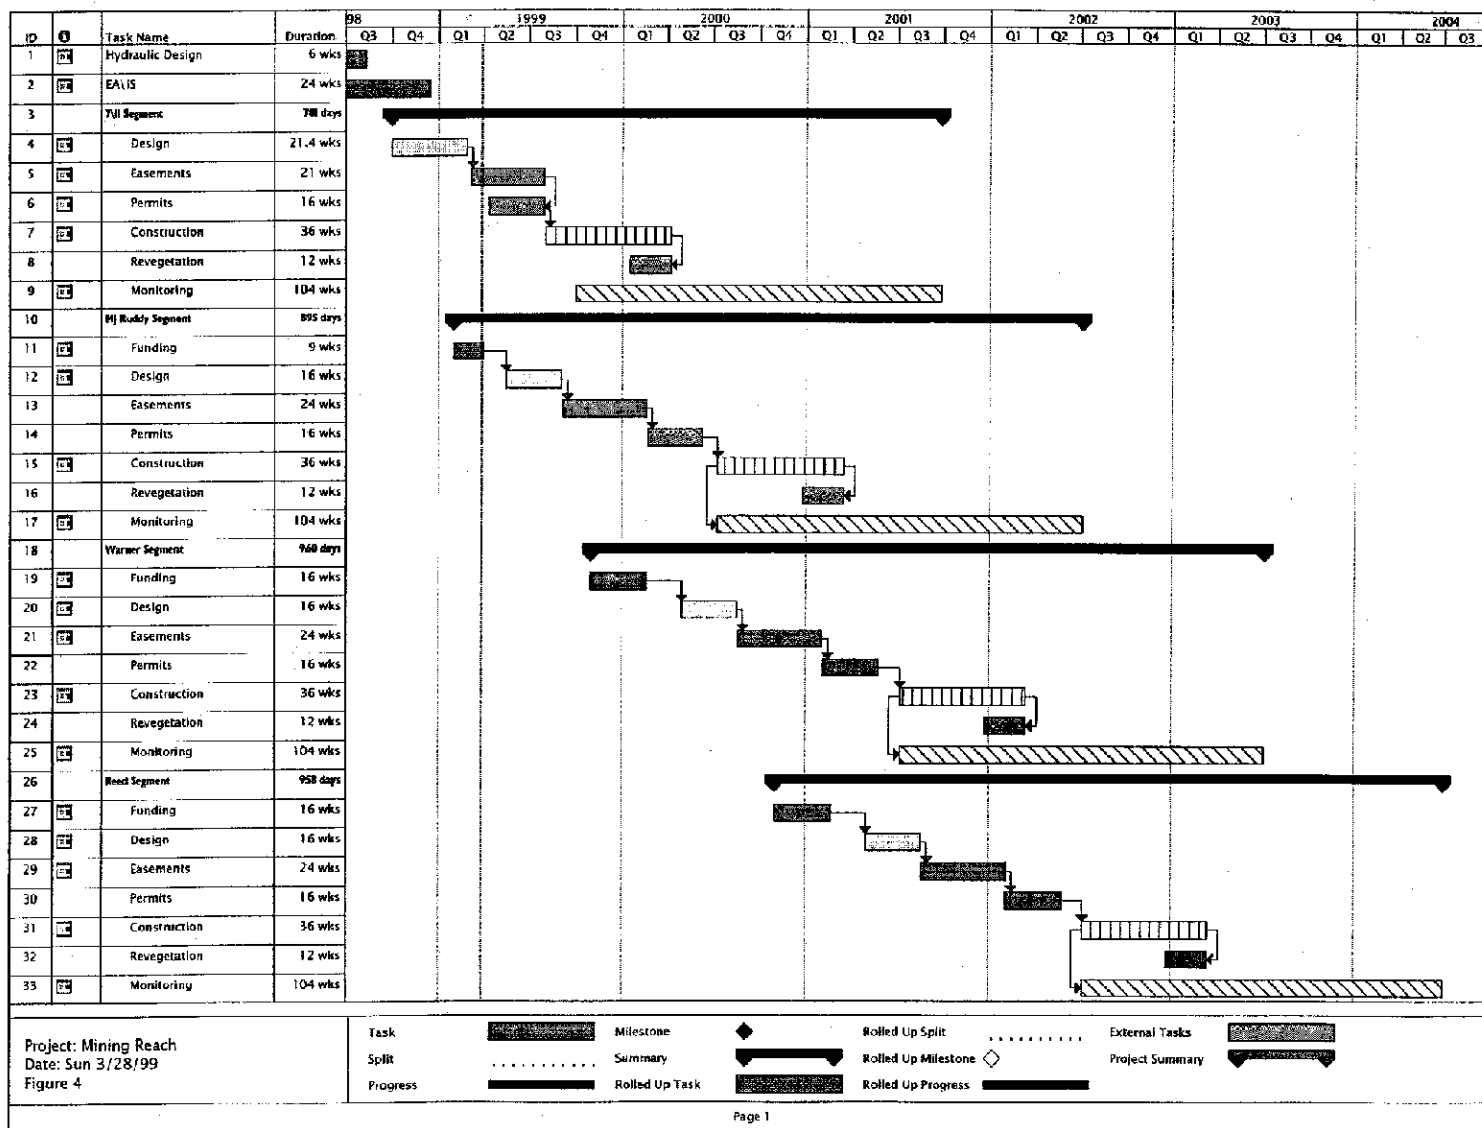 98 1999 2000 2001 2002 2003 2004
ID Task Name Duration Q3 Q4 Q1 Q2 Q3 Q4 Q1 Q2 Q3 Q4 Q1 Q2 Q3 Q4 Q1 Q2 Q3 Q4 Q1 Q2 Q3 Q4 Q1 Q2 Q3
1 Hydraulic Design 6 wks
2 EA\IS 24 wks
3 Segment days
4 Design 21.4 wks
5 Easements 21 wks
6 Permits 16 wks
7 Construction 36 wks
8 Revegetation 12 wks
9 Monitoring 104 wks
10 Ruddy Segment 895 days
11 Funding 9 wks
12 Design 16 wks
13 Easements 24 wks
14 Permits 16 wks
15 Construction 36 wks
16 Revegetation 12 wks
17 Monitoring 104 wks
18 Warner Segment 960 days
19 Funding 16 wks
20 Design 16 wks
21 Easements 24 wks
22 Permits 16 wks
23 Construction 36 wks
24 Revegetation 12 wks
25 Monitoring 104 wks
26 Reed Segment 958 days
27 Funding 16 wks
28 Design 16 wks
29 Easements 24 wks
30 Permits 16 wks
31 Construction 36 wks
32 Revegetation 12 wks
33 Monitoring 104 wks
Project: Mining Reach
Date: Sun 3/28/99
Figure 4
Task Milestone Rolled Up Split External Tasks
Split Summary Rolled Up Milestone Project Summary
Progress Rolled Up Task Rolled Up Progress
Page 1